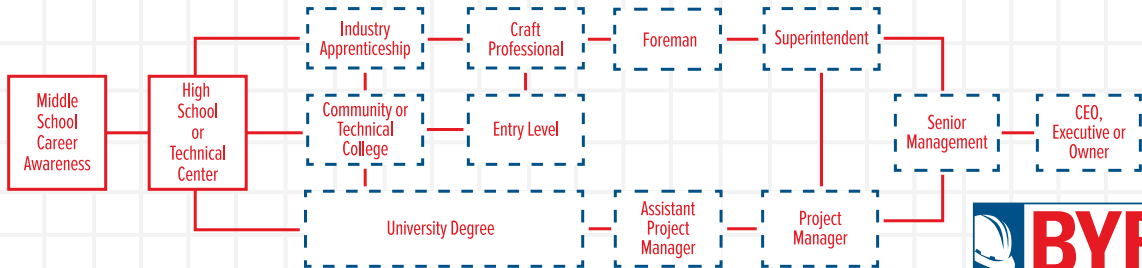 Middle
School
Career
Awareness
High
School
or
Technical
Center
Industry
Apprenticeship
Craft
Professional
Foreman
Superintendent
Community or
Technical
College
Entry Level
Senior
Management
CEO,
Executive or
Owner
University Degree
Assistant
Project
Manager
Project
Manager